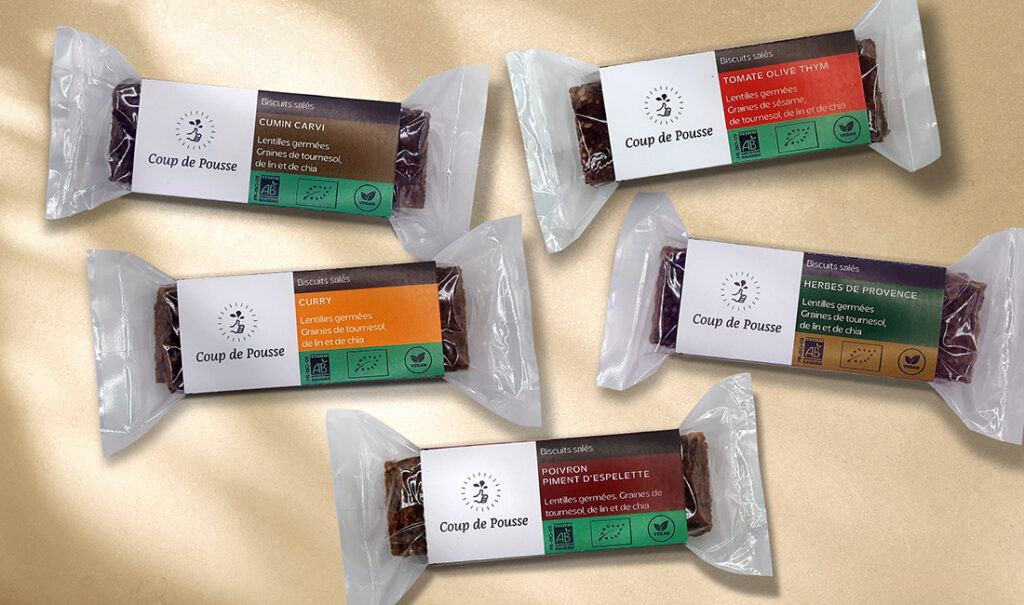 Coup de Pousse
Biscuits salés
CUMIN CARVI
Lentilles germées
Graines de tournesol,
de lin et de chia
AB
VEGAN
Coup de Pousse
Biscuits salés
TOMATE OLIVE THYM
Lentilles germées
Graines de sésame,
de tournesol, de lin et de chia
AB
VEGAN
Coup de Pousse
Biscuits salés
CURRY
Lentilles germées
Graines de tournesol,
de lin et de chia
AB
VEGAN
Coup de Pousse
Biscuits salés
HERBES DE PROVENCE
Lentilles germées
Graines de tournesol,
de lin et de chia
AB
VEGAN
Coup de Pousse
Biscuits salés
POIVRON
PIMENT D'ESPELETTE
Lentilles germées. Graines de
tournesol, de lin et de chia
AB
VEGAN